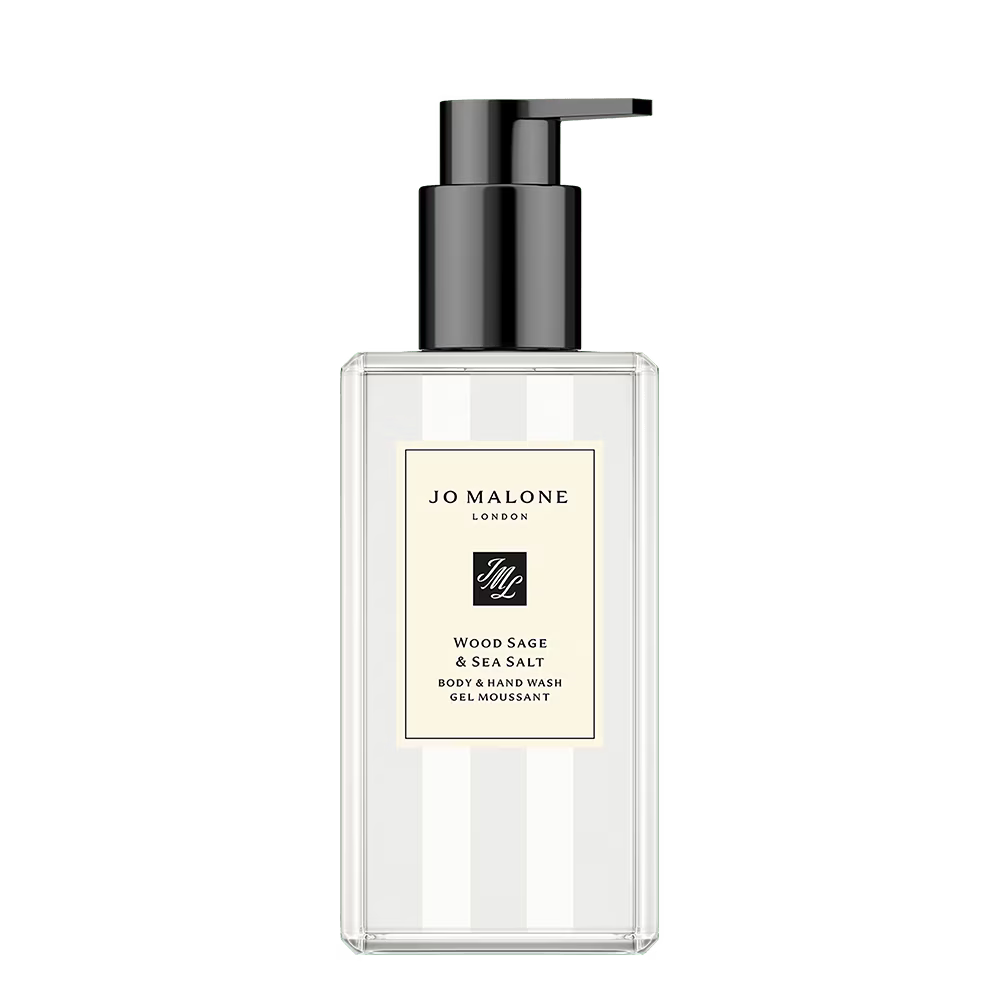 JO MALONE
LONDON
JML
WOOD SAGE
& SEA SALT
BODY & HAND WASH
GEL MOUSSANT